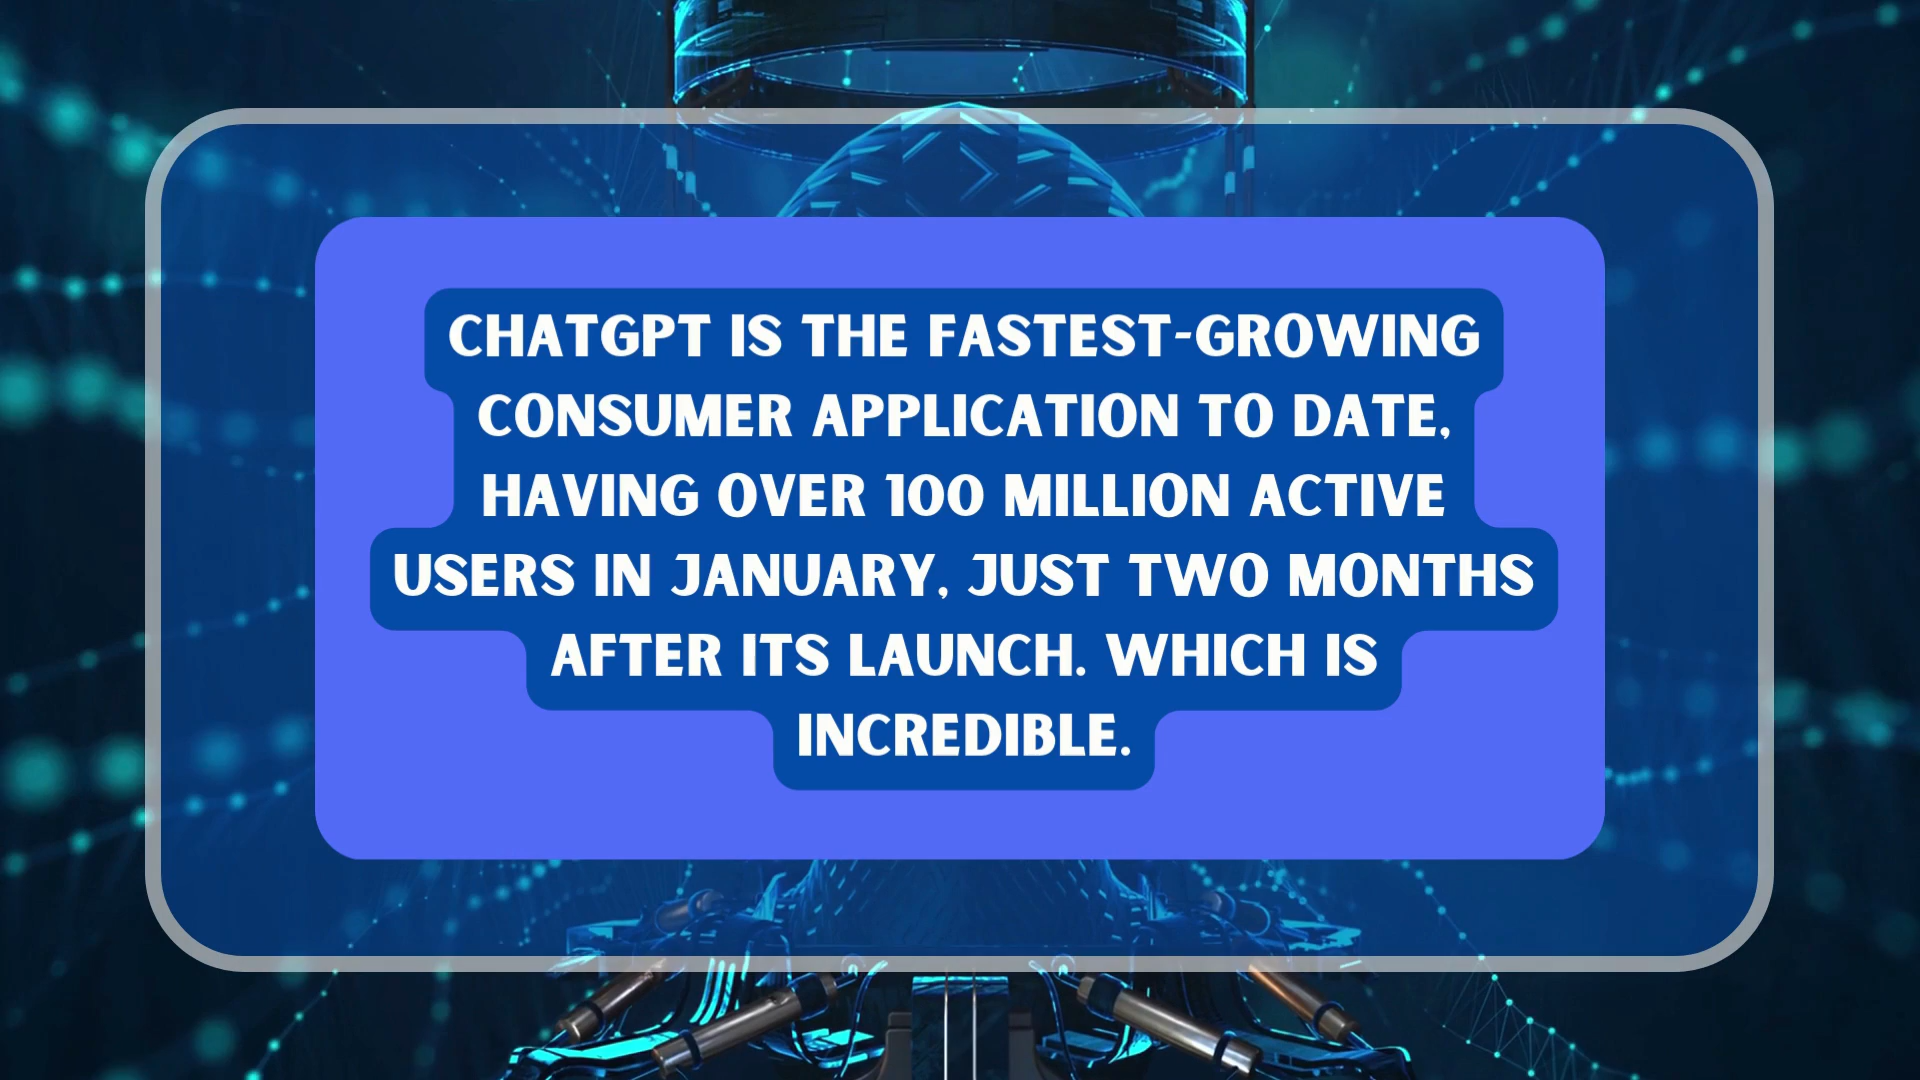 CHATGPT IS THE FASTEST-GROWING
CONSUMER APPLICATION TO DATE,
HAVING OVER 100 MILLION ACTIVE
USERS IN JANUARY, JUST TWO MONTHS
AFTER ITS LAUNCH. WHICH IS
INCREDIBLE.